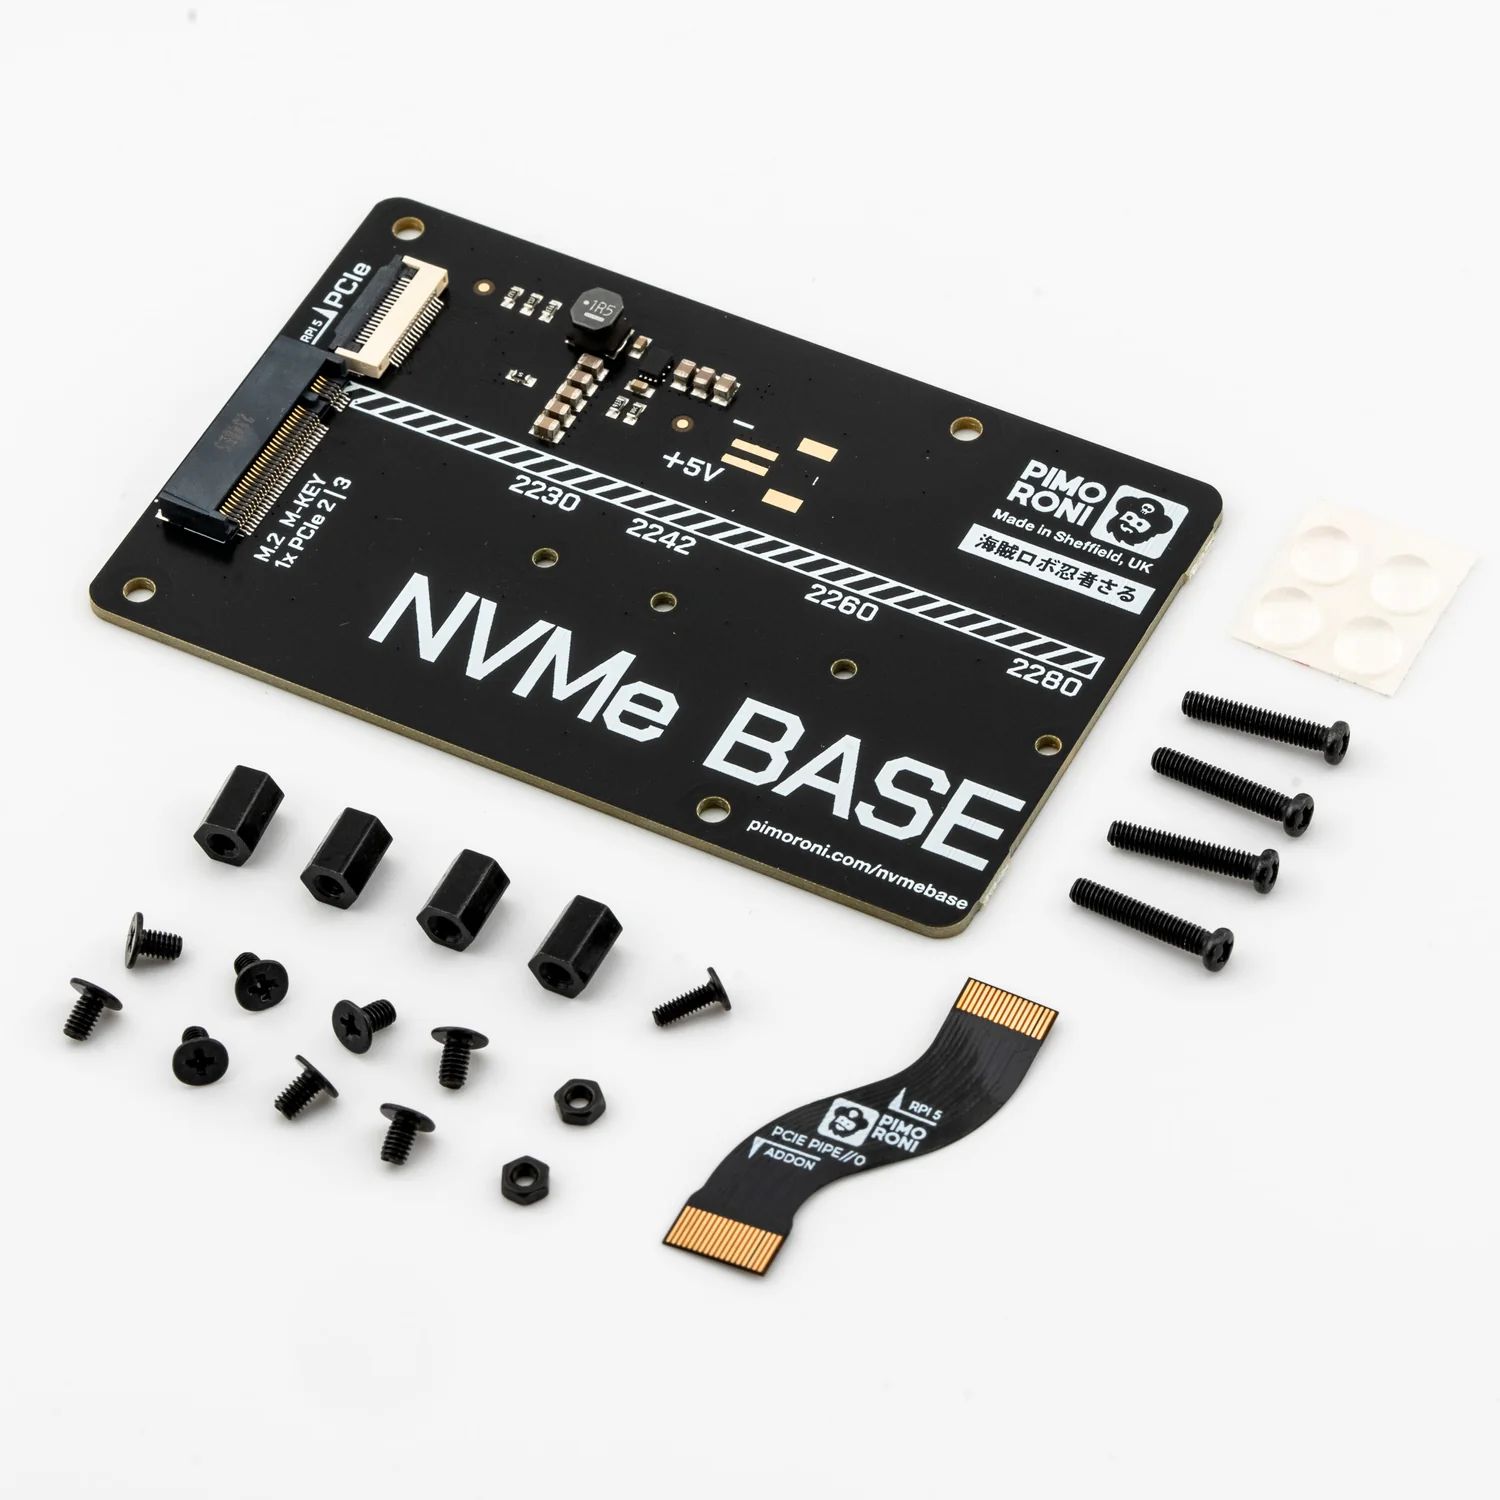 RPI 5
PCIe
1R5
+5V
M.2 M-KEY
1x PCIe 2|3
2230
2242
2260
2280
PIMO
RONI
Made in Sheffield, UK
海賊ロボ忍者さる
NVMe BASE
pimoroni.com/nvmebase
RPI 5
PIMO
RONI
PCIE PIPE//0
ADDON